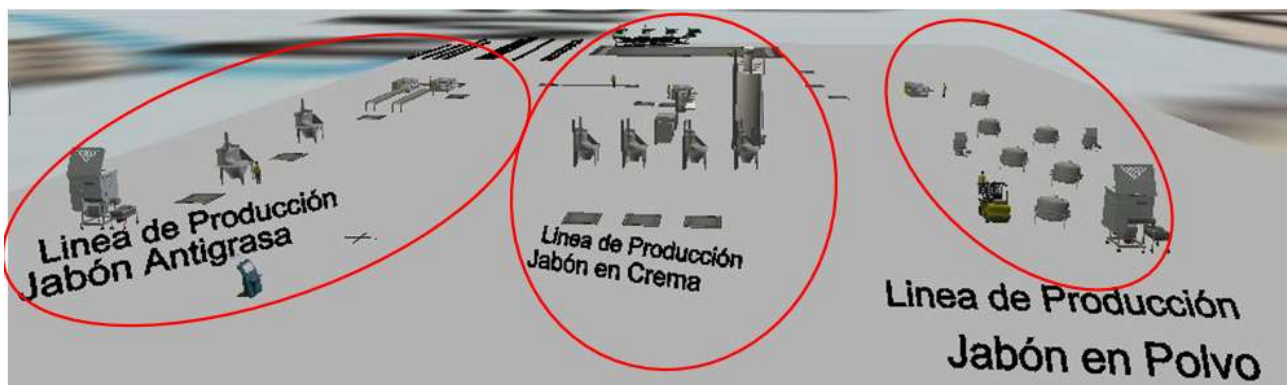 Linea de Producción
Jabón Antigrasa
Linea de Producción
Jabón en Crema
Linea de Producción
Jabón en Polvo